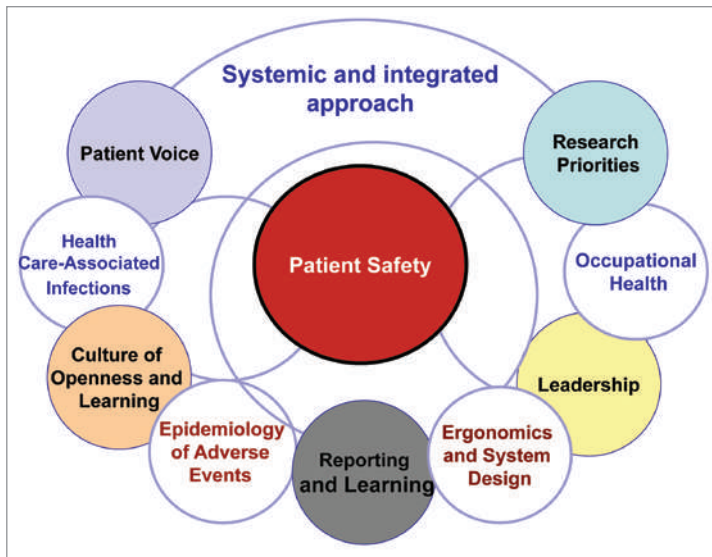 Systemic and integrated
approach
Patient Voice
Research
Priorities
Health
Care-Associated
Infections
Patient Safety
Occupational
Health
Culture of
Openness and
Learning
Leadership
Epidemiology
of Adverse
Events
Reporting
and Learning
Ergonomics
and System
Design